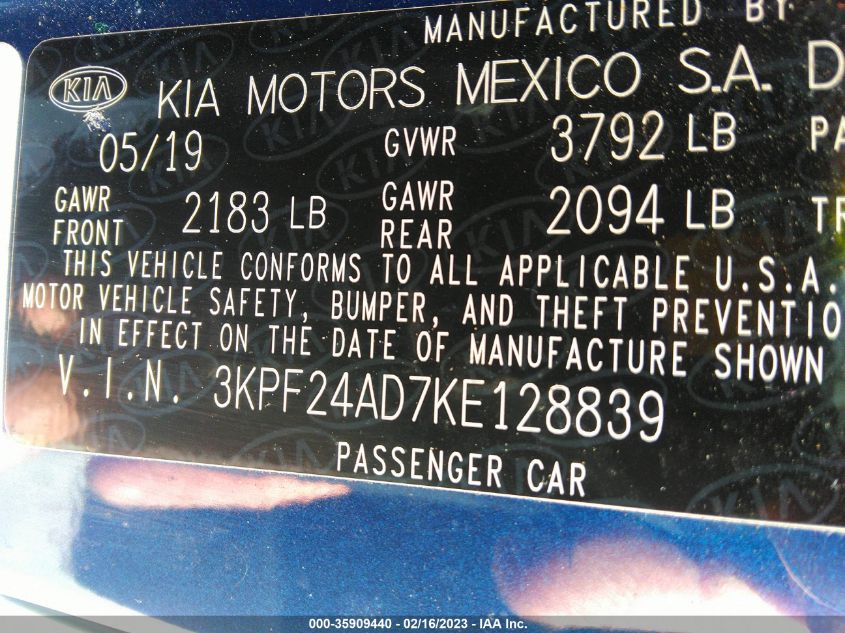 MANUFACTURED BY
KIA KIA MOTORS MEXICO S.A. D
05/19 GVWR 3792 LB PA
GAWR FRONT 2183 LB GAWR REAR 2094 LB TR
THIS VEHICLE CONFORMS TO ALL APPLICABLE U.S.A.
MOTOR VEHICLE SAFETY, BUMPER, AND THEFT PREVENTIO
IN EFFECT ON THE DATE OF MANUFACTURE SHOWN
V.I.N. 3KPF24AD7KE128839
PASSENGER CAR
000-35909440 - 02/16/2023 - IAA Inc.